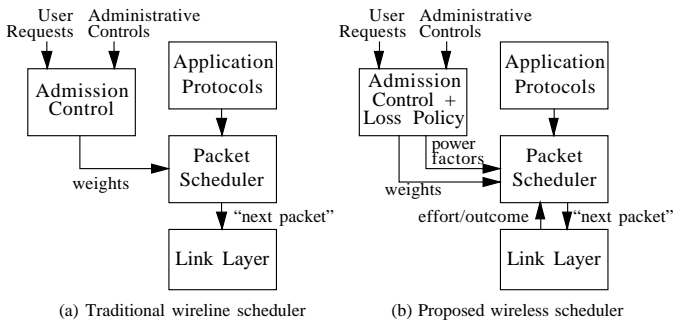 User
Requests
Administrative
Controls
Admission
Control
Application
Protocols
weights
Packet
Scheduler
“next packet”
Link Layer
(a) Traditional wireline scheduler
User
Requests
Administrative
Controls
Admission
Control +
Loss Policy
Application
Protocols
power
factors
weights
Packet
Scheduler
effort/outcome
“next packet”
Link Layer
(b) Proposed wireless scheduler